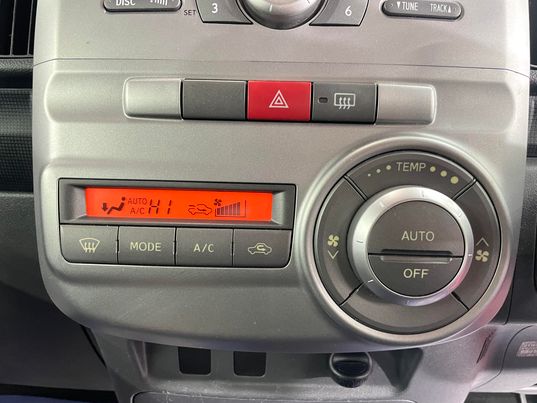 DISC
SET 3 6
▼TUNE TRACK▲
TEMP
AUTO
A/C HI
AUTO
MODE A/C
OFF